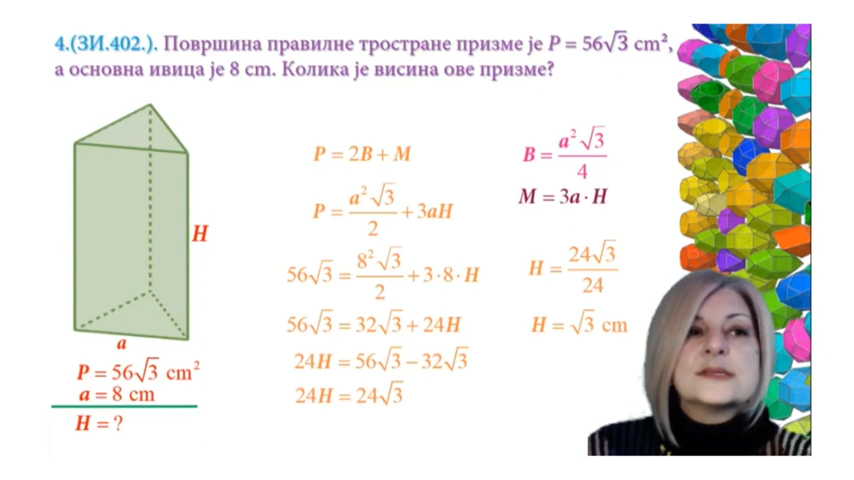 4.(ЗИ.402.). Површина правилне тростране призме је P = 56√3 cm²,
а основна ивица је 8 cm. Колика је висина ове призме?
H
a
P = 56√3 cm²
a = 8 cm
H = ?
P = 2B + M
P = a²√3/2 + 3aH
56√3 = 8²√3/2 + 3·8·H
56√3 = 32√3 + 24H
24H = 56√3 − 32√3
24H = 24√3
B = a²√3/4
M = 3a · H
H = 24√3/24
H = √3 cm